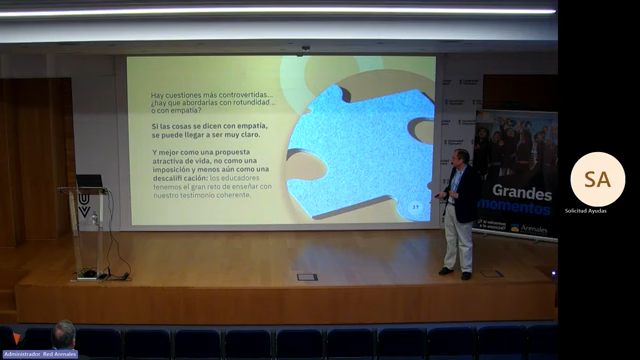 Hay cuestiones más controvertidas...
¿hay que abordarlas con rotundidad ..
o con empatía?
Si las cosas se dicen con empatía,
se puede llegar a ser muy claro.
Y mejor como una propuesta
atractiva de vida, no como una
imposición y menos aún como una
descalifi cación: los educadores
tenemos el gran reto de enseñar con
nuestro testimonio coherente.
37
Grandes
momentos
Arenales
SA
Solicitud Ayudas
Administrador Red Arenales